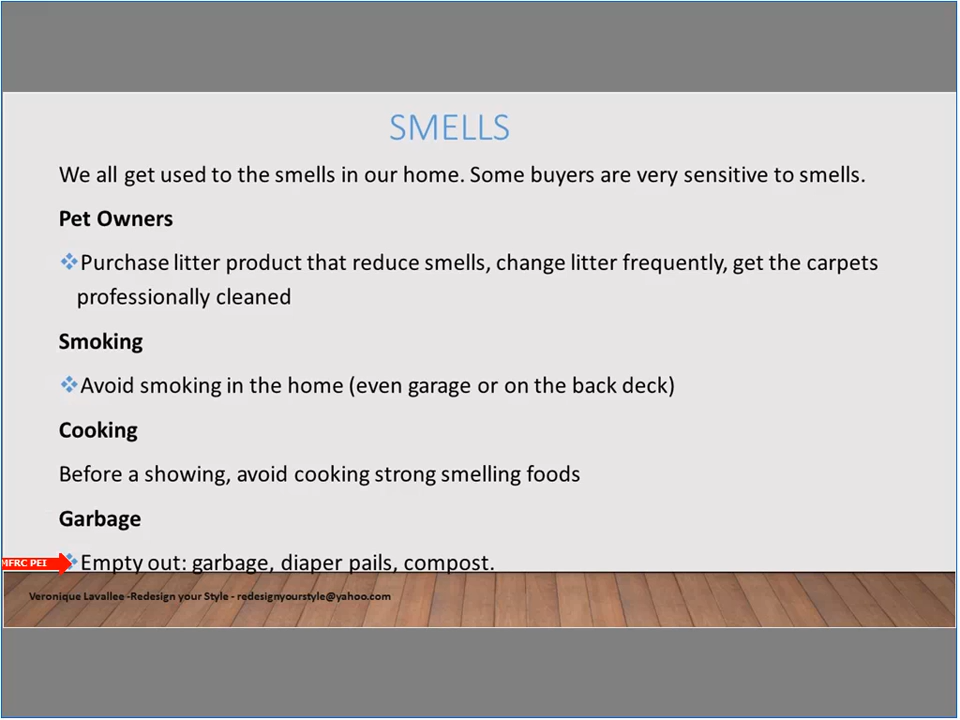 SMELLS
We all get used to the smells in our home. Some buyers are very sensitive to smells.
Pet Owners
❖Purchase litter product that reduce smells, change litter frequently, get the carpets
professionally cleaned
Smoking
❖Avoid smoking in the home (even garage or on the back deck)
Cooking
Before a showing, avoid cooking strong smelling foods
Garbage
MFRC PEI
❖Empty out: garbage, diaper pails, compost.
Veronique Lavallee -Redesign your Style - redesignyourstyle@yahoo.com